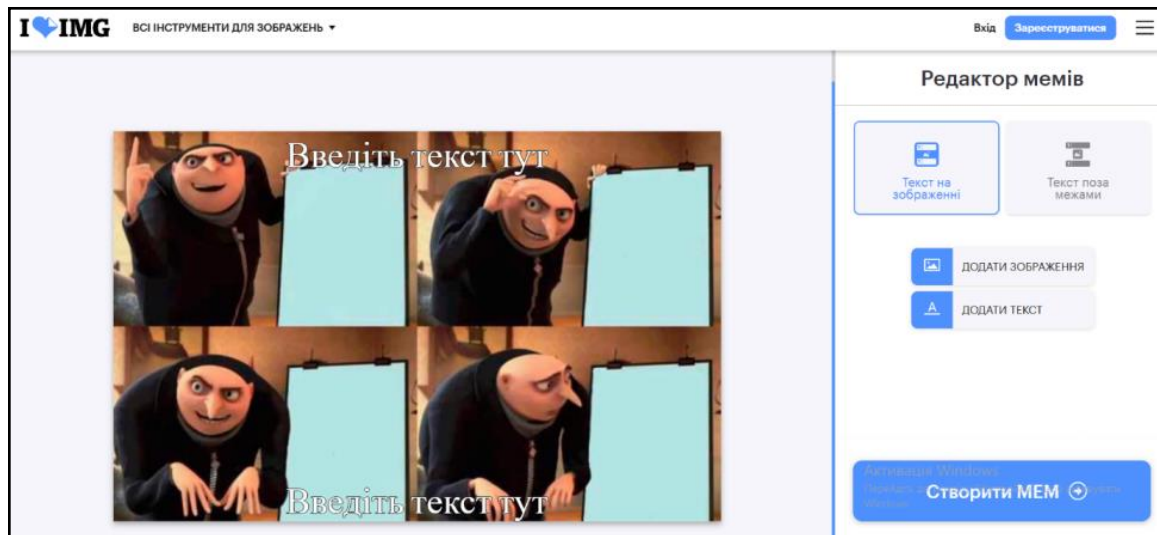 I IMG
ВСІ ІНСТРУМЕНТИ ДЛЯ ЗОБРАЖЕНЬ
Вхід
Зареєструватися
Редактор мемів
Текст на
зображенні
Текст поза
межами
ДОДАТИ ЗОБРАЖЕННЯ
ДОДАТИ ТЕКСТ
Введіть текст тут
Введіть текст тут
Активація Windows
Створити МЕМ
Windows